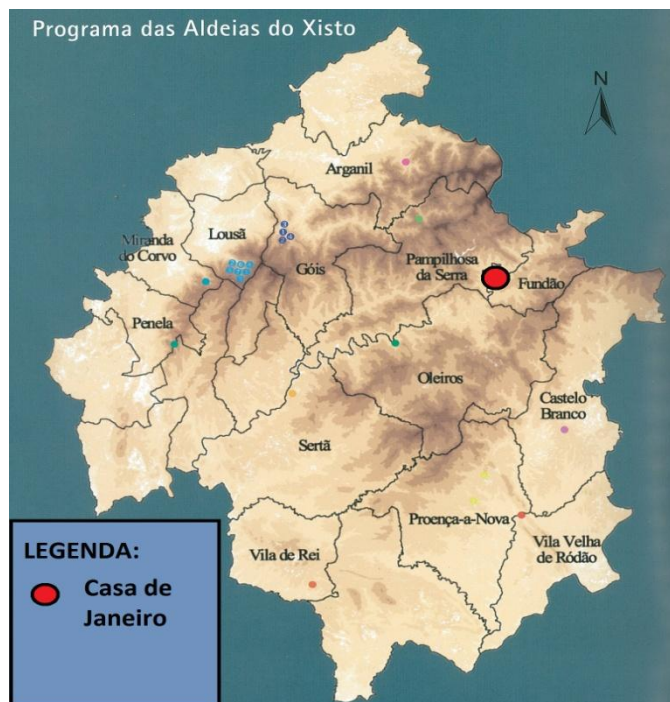 Programa das Aldeias do Xisto
N
Arganil
Miranda
do Corvo
Lousã
Góis
Pampilhosa
da Serra
Fundão
Penela
Oleiros
Castelo
Branco
Sertã
Proença-a-Nova
Vila Velha
de Ródão
Vila de Rei
LEGENDA:
Casa de
Janeiro